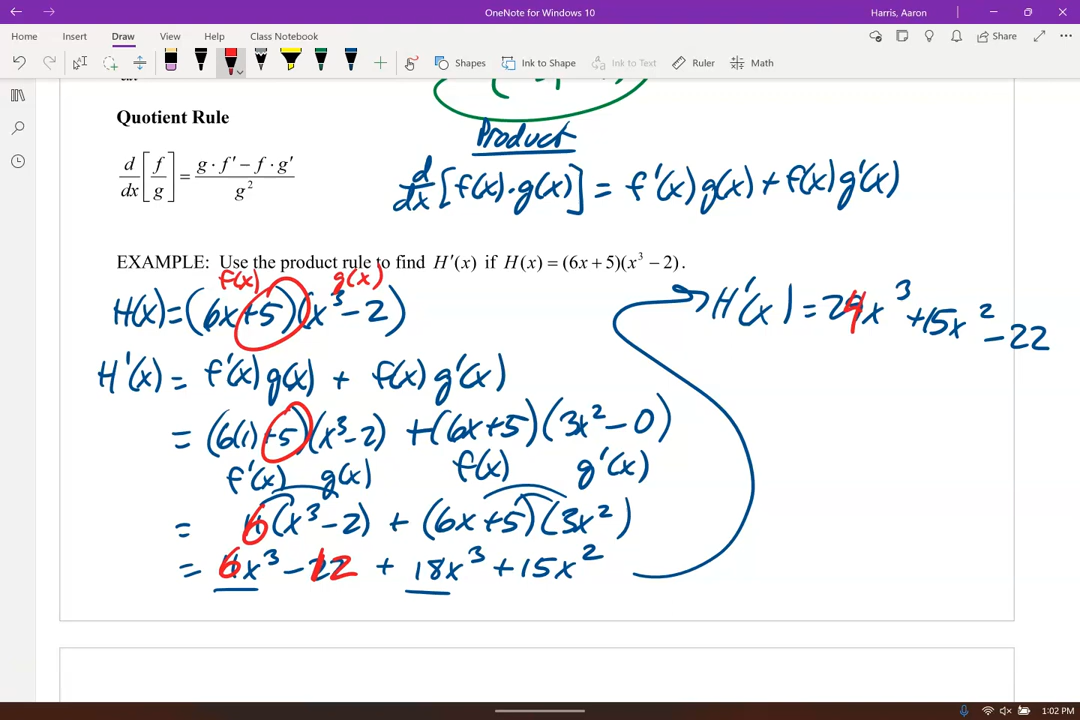 OneNote for Windows 10
Harris, Aaron
Home Insert Draw View Help Class Notebook
Share
Shapes Ink to Shape Ink to Text Ruler Math
Quotient Rule
d/dx [f/g] = (g · f' − f · g') / g²
Product
d/dx [f(x)·g(x)] = f'(x)g(x) + f(x)g'(x)
EXAMPLE: Use the product rule to find H'(x) if H(x) = (6x + 5)(x³ − 2).
f(x) g(x)
H(x) = (6x+5)(x³−2)
H'(x) = f'(x)g(x) + f(x)g'(x)
= (6(1)+5)(x³−2) + (6x+5)(3x²−0)
f'(x) g(x) f(x) g'(x)
= 6(x³−2) + (6x+5)(3x²)
= 6x³ − 12 + 18x³ + 15x²
H'(x) = 24x³ + 15x² − 22
1:02 PM